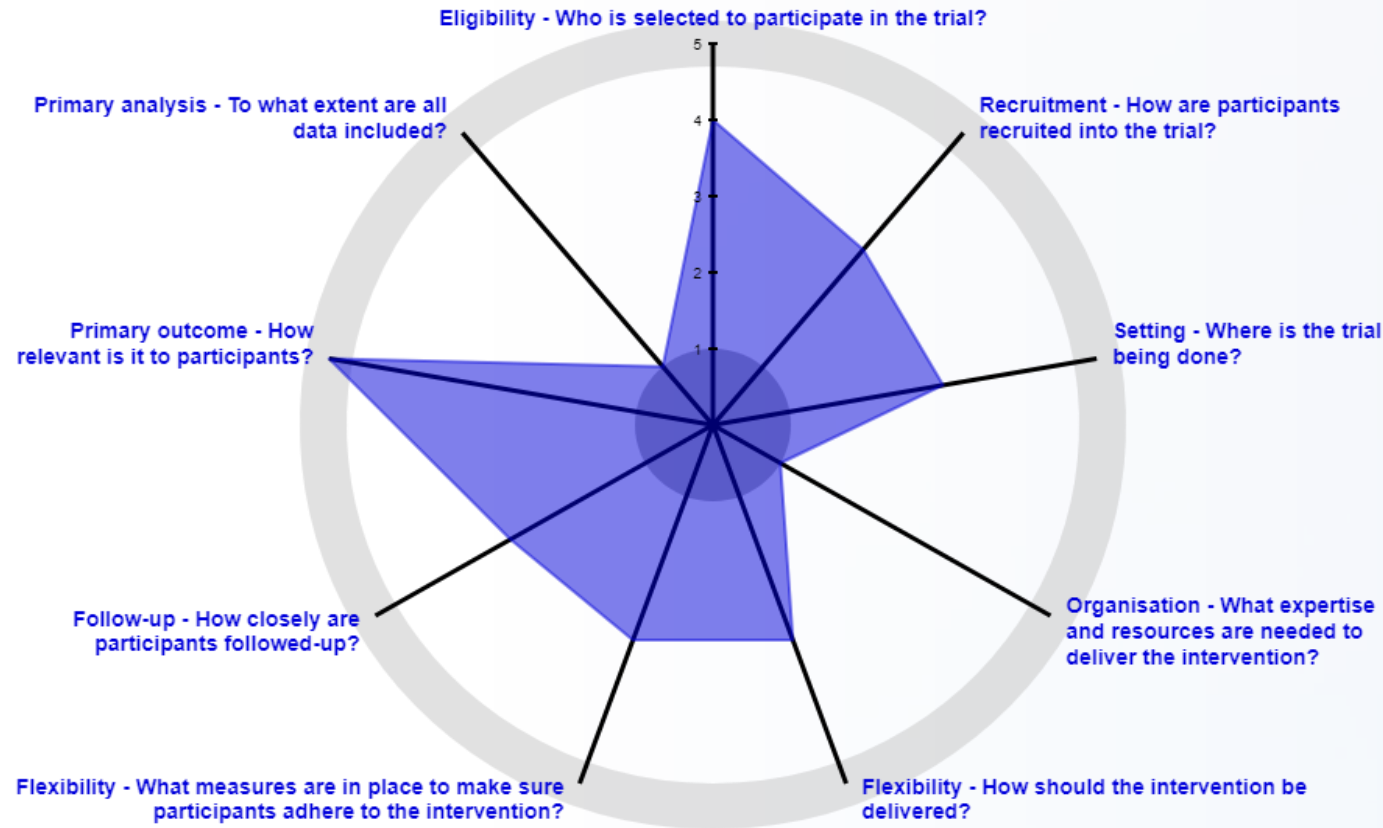 Eligibility - Who is selected to participate in the trial?
5
Primary analysis - To what extent are all
data included?
Recruitment - How are participants
recruited into the trial?
4
3
2
Primary outcome - How
relevant is it to participants?
Setting - Where is the trial
being done?
1
Follow-up - How closely are
participants followed-up?
Organisation - What expertise
and resources are needed to
deliver the intervention?
Flexibility - What measures are in place to make sure
participants adhere to the intervention?
Flexibility - How should the intervention be
delivered?